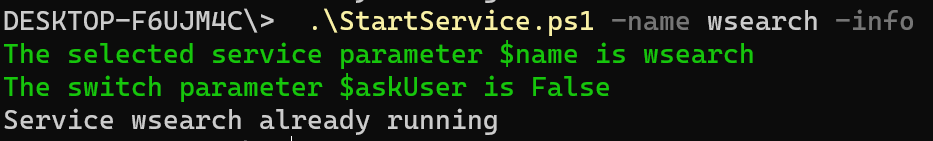 DESKTOP-F6UJM4C\> .\StartService.ps1 -name wsearch -info
The selected service parameter $name is wsearch
The switch parameter $askUser is False
Service wsearch already running